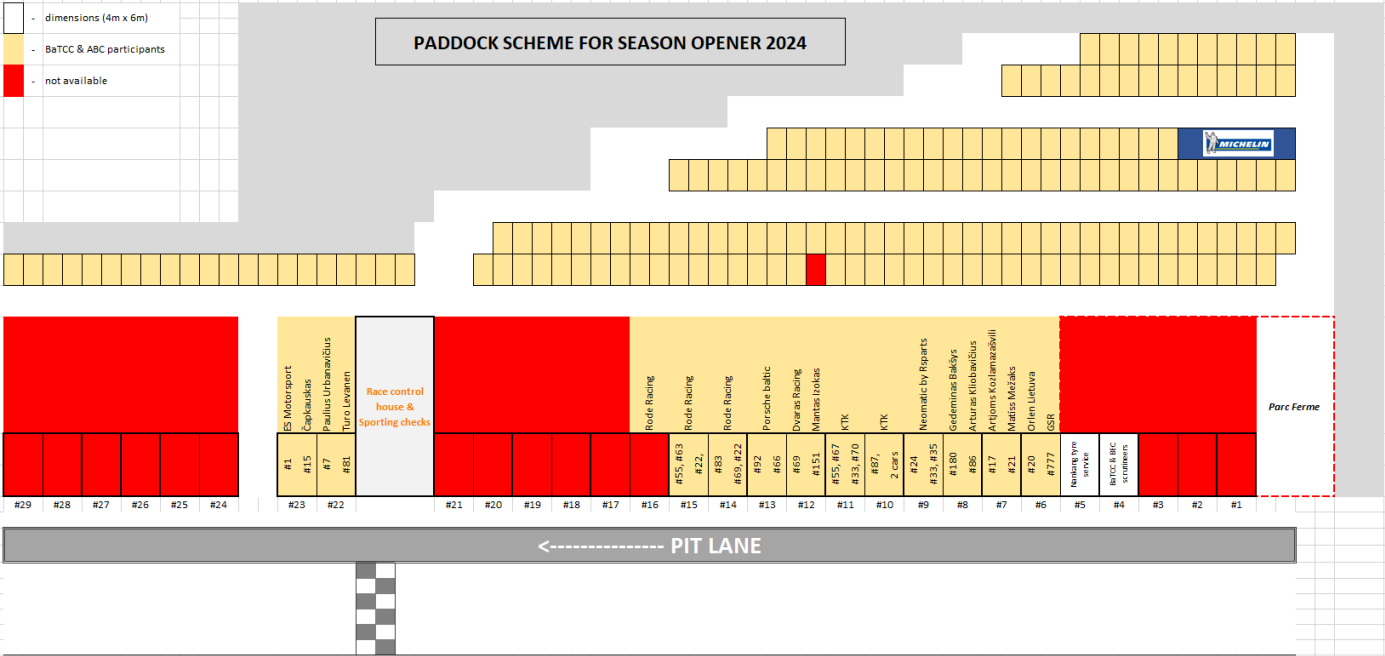 - dimensions (4m x 6m)
- BaTCC & ABC participants
- not available
PADDOCK SCHEME FOR SEASON OPENER 2024
MICHELIN
ES Motorsport
Čapkauskas
Paulius Urbanavičius
Turo Levanen
Race control
house &
Sporting checks
Rode Racing
Rode Racing
Rode Racing
Porsche baltic
Dvaras Racing
Mantas Izokas
KTK
KTK
Neomatic by Rsparts
Gedeminas Bakšys
Arturas Kliobavičius
Artjoms Kozlamazašvili
Matīss Mežaks
Orlen Lietuva
GSR
Parc Ferme
#1
#15
#7
#81
#55, #63
#22,
#83
#69, #22
#92
#66
#69
#151
#55, #67
#33, #70
#87,
2 cars
#24
#33, #35
#180
#86
#17
#21
#20
#777
Nankang tyre
service
BaTCC & BEC
scrutineers
#29 #28 #27 #26 #25 #24 #23 #22 #21 #20 #19 #18 #17 #16 #15 #14 #13 #12 #11 #10 #9 #8 #7 #6 #5 #4 #3 #2 #1
<--------------- PIT LANE